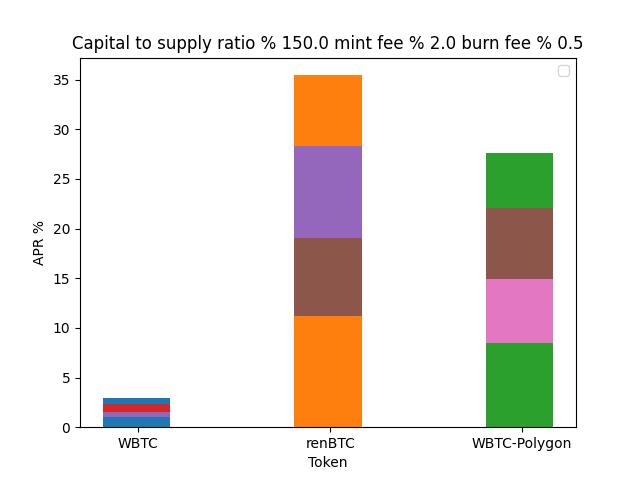 Capital to supply ratio % 150.0 mint fee % 2.0 burn fee % 0.5
35
30
25
20
15
10
5
0
APR %
WBTC renBTC WBTC-Polygon
Token